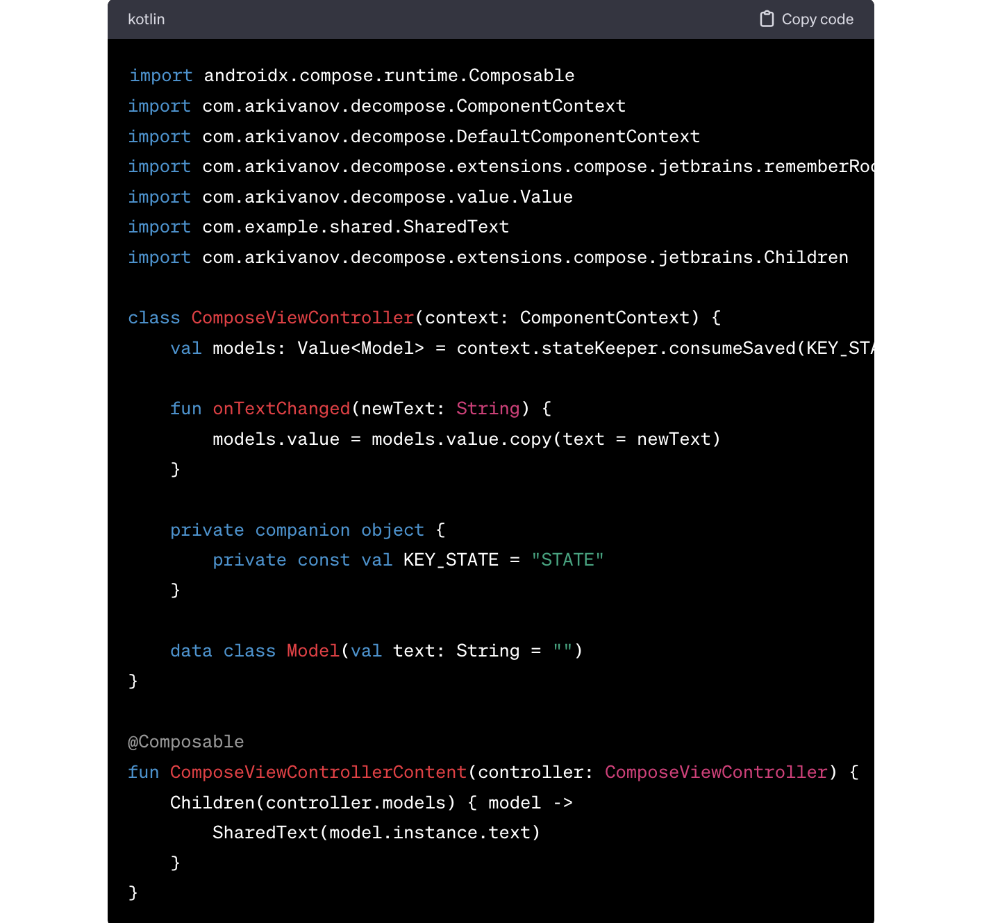 kotlin
Copy code
import androidx.compose.runtime.Composable
import com.arkivanov.decompose.ComponentContext
import com.arkivanov.decompose.DefaultComponentContext
import com.arkivanov.decompose.extensions.compose.jetbrains.rememberRoo
import com.arkivanov.decompose.value.Value
import com.example.shared.SharedText
import com.arkivanov.decompose.extensions.compose.jetbrains.Children
class ComposeViewController(context: ComponentContext) {
    val models: Value<Model> = context.stateKeeper.consumeSaved(KEY_STA
    fun onTextChanged(newText: String) {
        models.value = models.value.copy(text = newText)
    }
    private companion object {
        private const val KEY_STATE = "STATE"
    }
    data class Model(val text: String = "")
}
@Composable
fun ComposeViewControllerContent(controller: ComposeViewController) {
    Children(controller.models) { model ->
        SharedText(model.instance.text)
    }
}